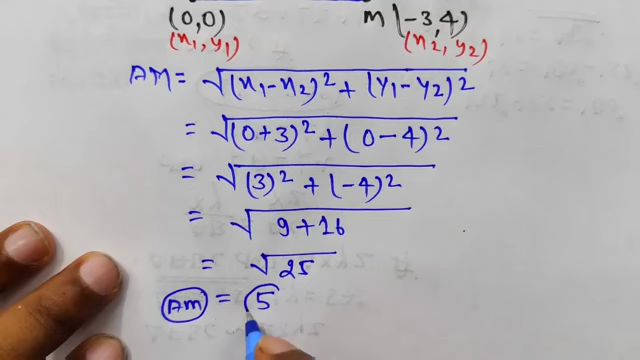 (0,0) M (-3,4)
(x₁,y₁) (x₂,y₂)
AM = √(x₁-x₂)² + (y₁-y₂)²
= √(0+3)² + (0-4)²
= √(3)² + (-4)²
= √9+16
= √25
AM = 5